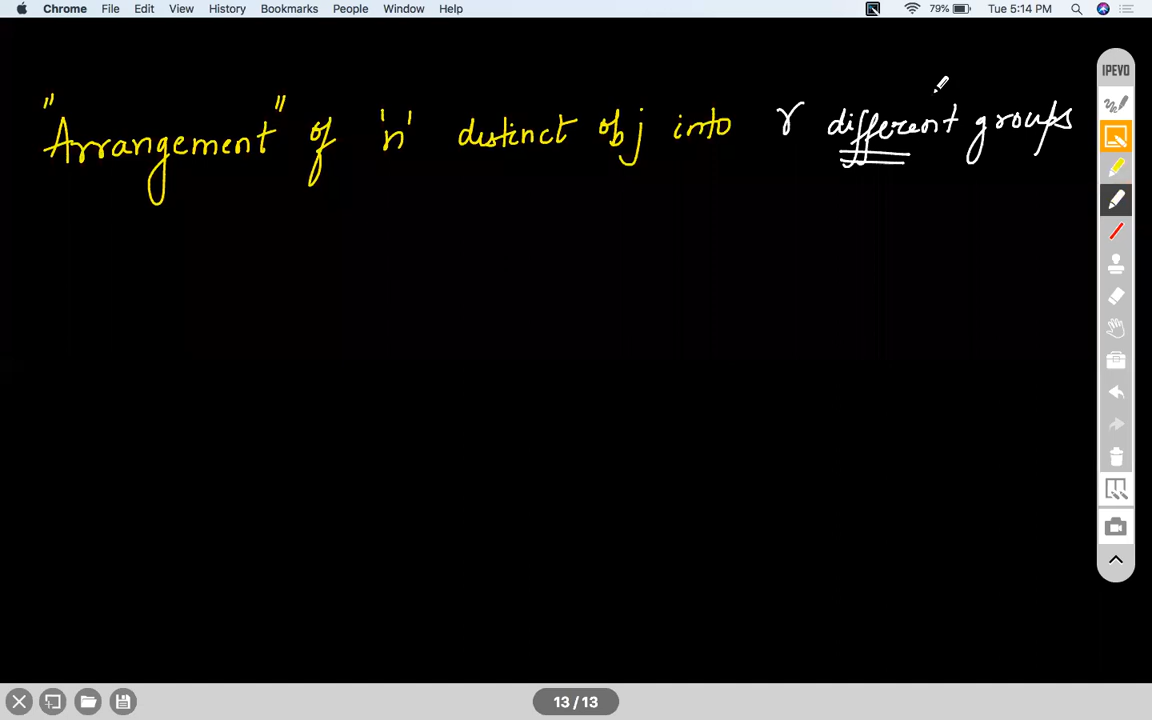 Chrome File Edit View History Bookmarks People Window Help 79% Tue 5:14 PM
IPEVO
"Arrangement" of 'n' distinct obj into r different groups
13 / 13